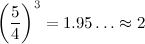 (5/4)^3 = 1.95 … ≈ 2